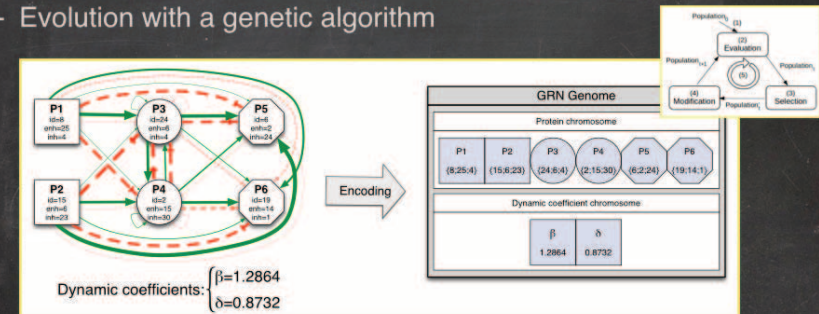 - Evolution with a genetic algorithm
Population₀ (1)
(2)
Evaluation
Populationᵢ₊₁
Populationᵢ
(5)
(4)
Modification
(3)
Selection
P1
id=8
enh=25
inh=4
P3
id=24
enh=6
inh=4
P5
id=6
enh=2
inh=24
P2
id=15
enh=6
inh=23
P4
id=2
enh=15
inh=30
P6
id=19
enh=14
inh=1
Dynamic coefficients:
β=1.2864
δ=0.8732
Encoding
GRN Genome
Protein chromosome
P1 P2 P3 P4 P5 P6
(8;25;4) (15;6;23) (24;6;4) (2;15;30) (6;2;24) (19;14;1)
Dynamic coefficient chromosome
β δ
1.2864 0.8732